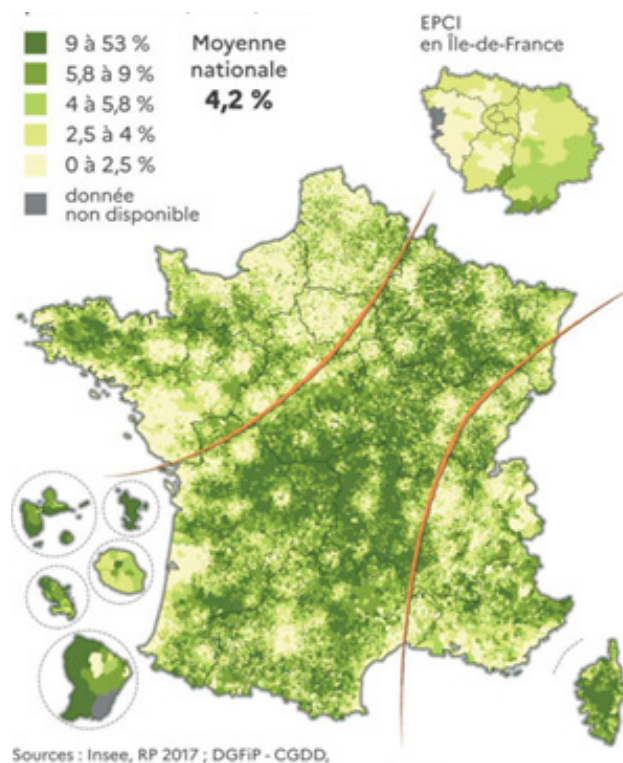 9 à 53 %
5,8 à 9 %
4 à 5,8 %
2,5 à 4 %
0 à 2,5 %
donnée
non disponible
Moyenne
nationale
4,2 %
EPCI
en Île-de-France
Sources : Insee, RP 2017 ; DGFiP - CGDD,